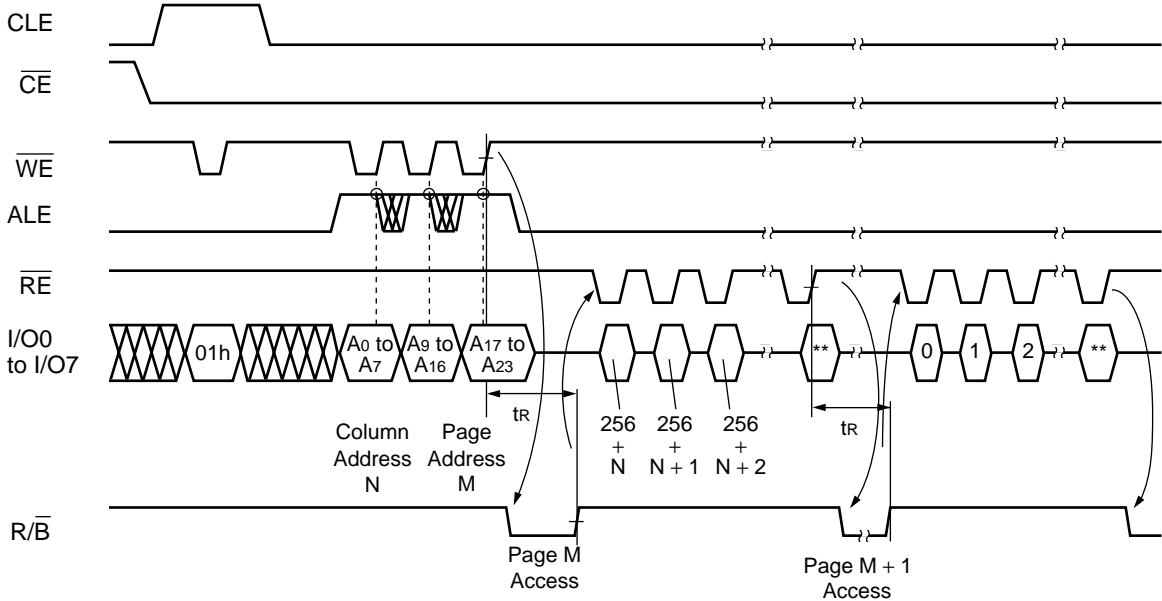 CLE
CE
WE
ALE
RE
I/O0
to I/O7
01h
A0 to
A7
A9 to
A16
A17 to
A23
**
0
1
2
**
tR
256
+
N
256
+
N + 1
256
+
N + 2
tR
Column
Address
N
Page
Address
M
R/B
Page M
Access
Page M + 1
Access